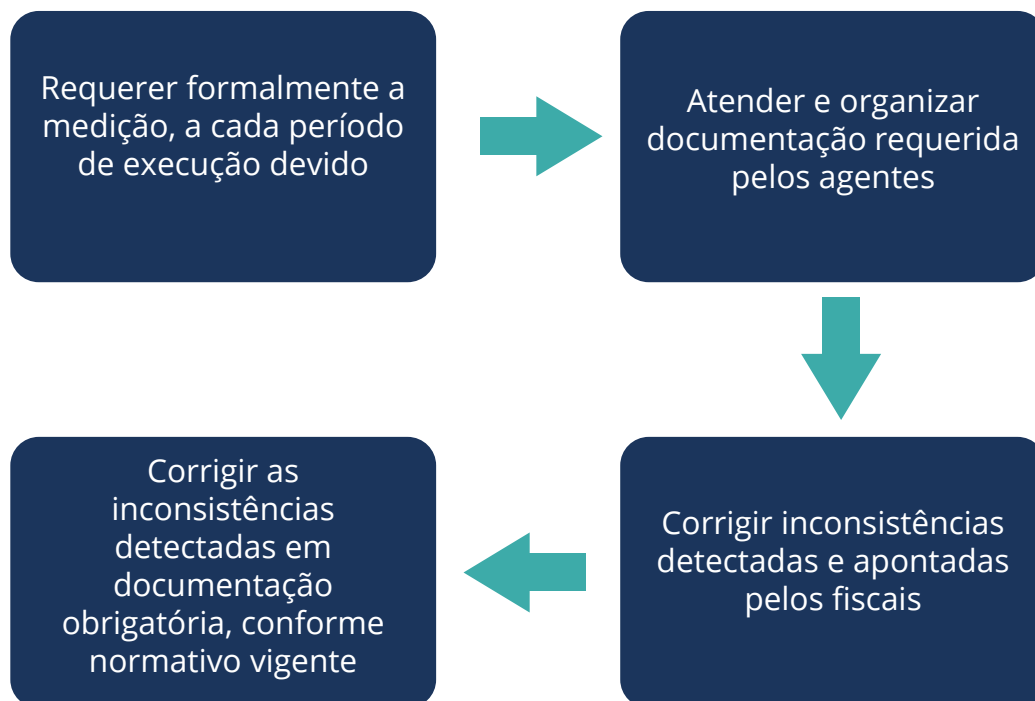 Requerer formalmente a
medição, a cada período
de execução devido
Atender e organizar
documentação requerida
pelos agentes
Corrigir inconsistências
detectadas e apontadas
pelos fiscais
Corrigir as
inconsistências
detectadas em
documentação
obrigatória, conforme
normativo vigente